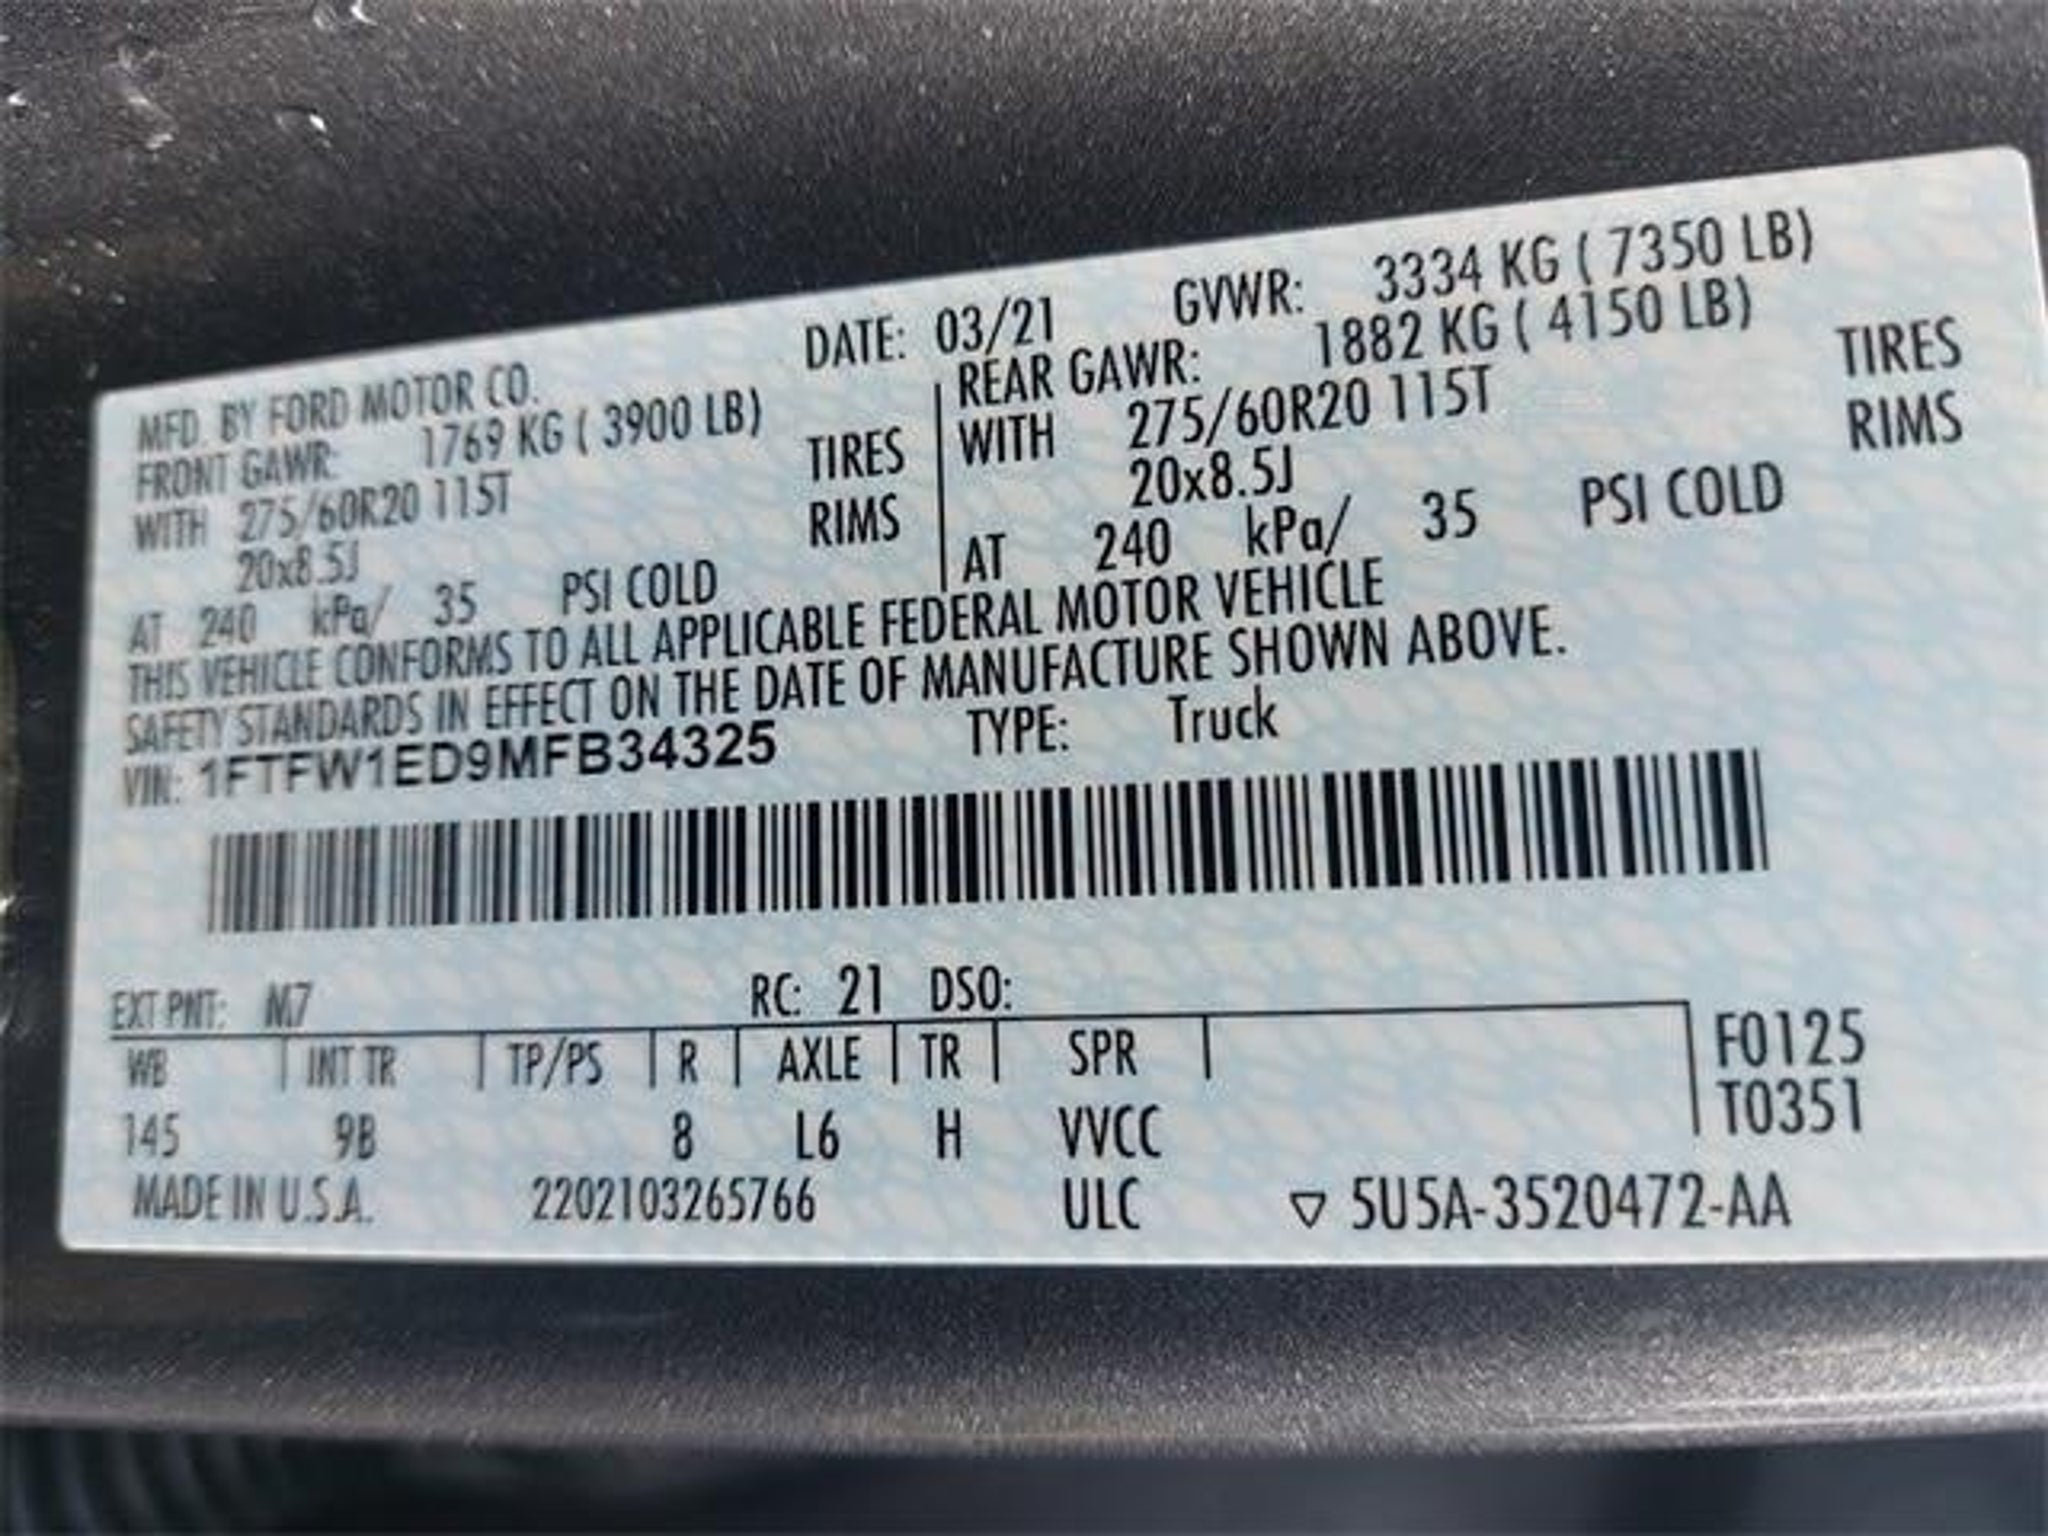 MFD. BY FORD MOTOR CO. DATE: 03/21 GVWR: 3334 KG ( 7350 LB)
FRONT GAWR: 1769 KG ( 3900 LB)
WITH 275/60R20 115T TIRES
20x8.5J RIMS
AT 240 kPa/ 35 PSI COLD
REAR GAWR: 1882 KG ( 4150 LB)
WITH 275/60R20 115T TIRES
20x8.5J RIMS
AT 240 kPa/ 35 PSI COLD
THIS VEHICLE CONFORMS TO ALL APPLICABLE FEDERAL MOTOR VEHICLE
SAFETY STANDARDS IN EFFECT ON THE DATE OF MANUFACTURE SHOWN ABOVE.
VIN: 1FTFW1ED9MFB34325 TYPE: Truck
EXT PNT: M7 RC: 21 DSO:
WB INT TR TP/PS R AXLE TR SPR F0125
145 9B 8 L6 H VVCC T0351
MADE IN U.S.A. 2202103265766 ULC ▽ 5U5A-3520472-AA